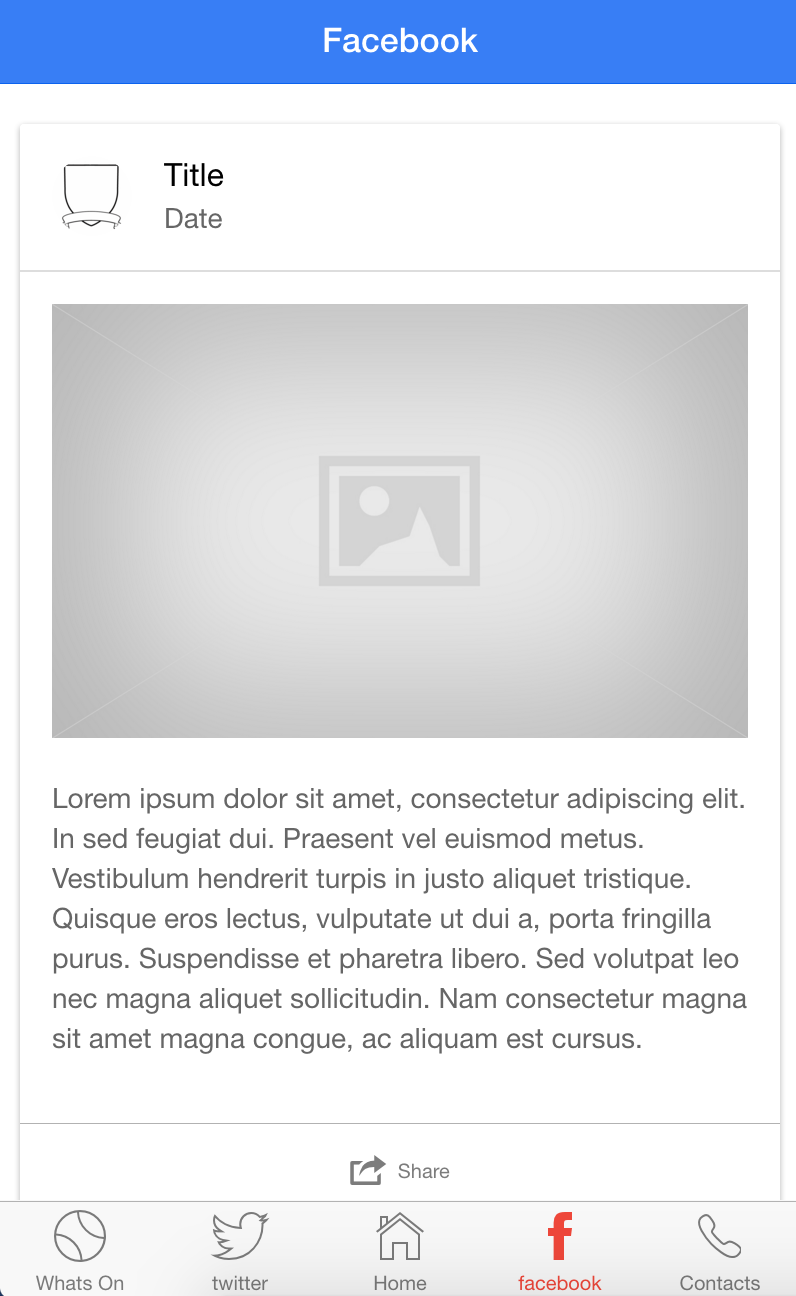 Facebook
Title
Date
Lorem ipsum dolor sit amet, consectetur adipiscing elit.
In sed feugiat dui. Praesent vel euismod metus.
Vestibulum hendrerit turpis in justo aliquet tristique.
Quisque eros lectus, vulputate ut dui a, porta fringilla
purus. Suspendisse et pharetra libero. Sed volutpat leo
nec magna aliquet sollicitudin. Nam consectetur magna
sit amet magna congue, ac aliquam est cursus.
Share
Whats On
twitter
Home
facebook
Contacts